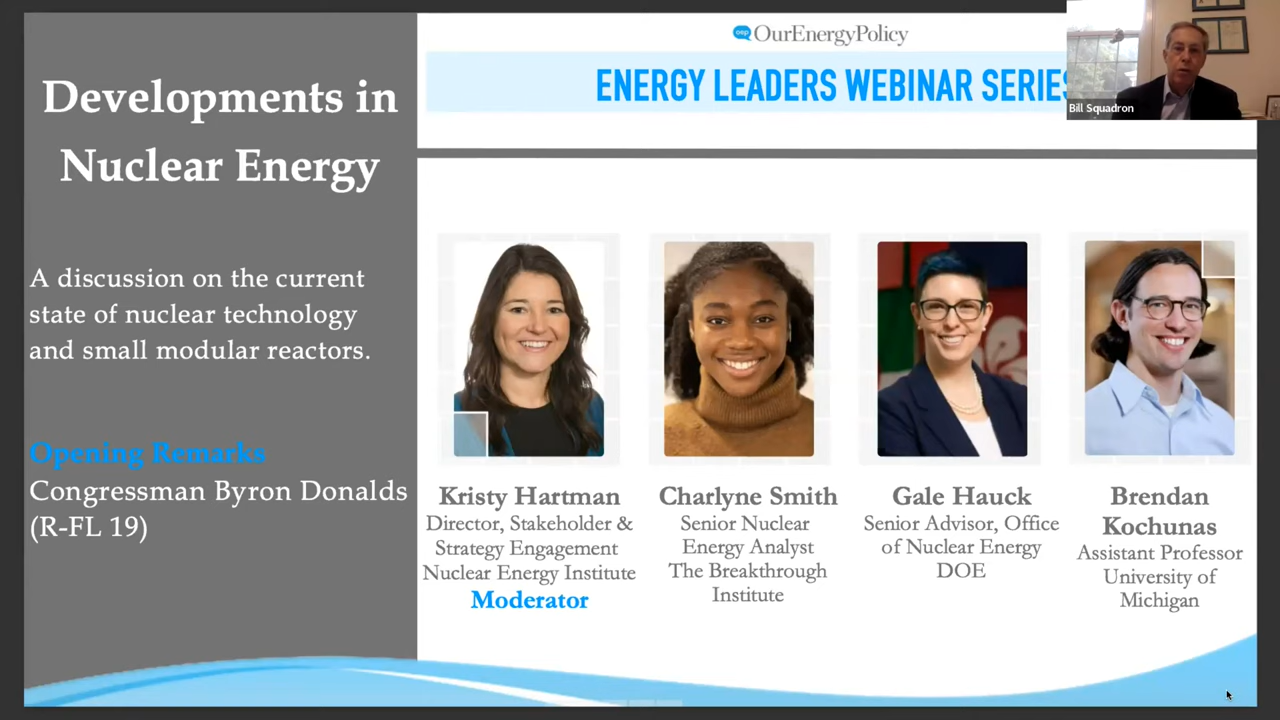 Developments in
Nuclear Energy
A discussion on the current
state of nuclear technology
and small modular reactors.
Opening Remarks
Congressman Byron Donalds
(R-FL 19)
oep OurEnergyPolicy
ENERGY LEADERS WEBINAR SERIES
Bill Squadron
Kristy Hartman
Director, Stakeholder &
Strategy Engagement
Nuclear Energy Institute
Moderator
Charlyne Smith
Senior Nuclear
Energy Analyst
The Breakthrough
Institute
Gale Hauck
Senior Advisor, Office
of Nuclear Energy
DOE
Brendan
Kochunas
Assistant Professor
University of
Michigan